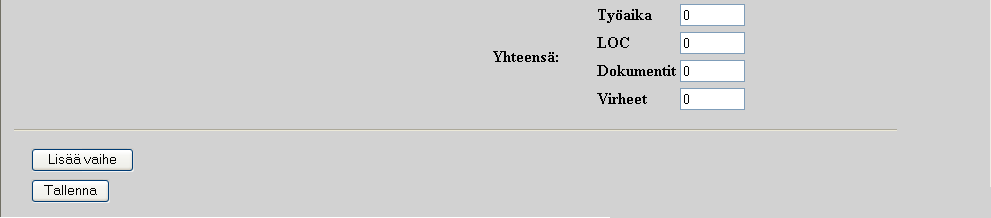 Työaika 0
LOC 0
Yhteensä:
Dokumentit 0
Virheet 0
Lisää vaihe
Tallenna